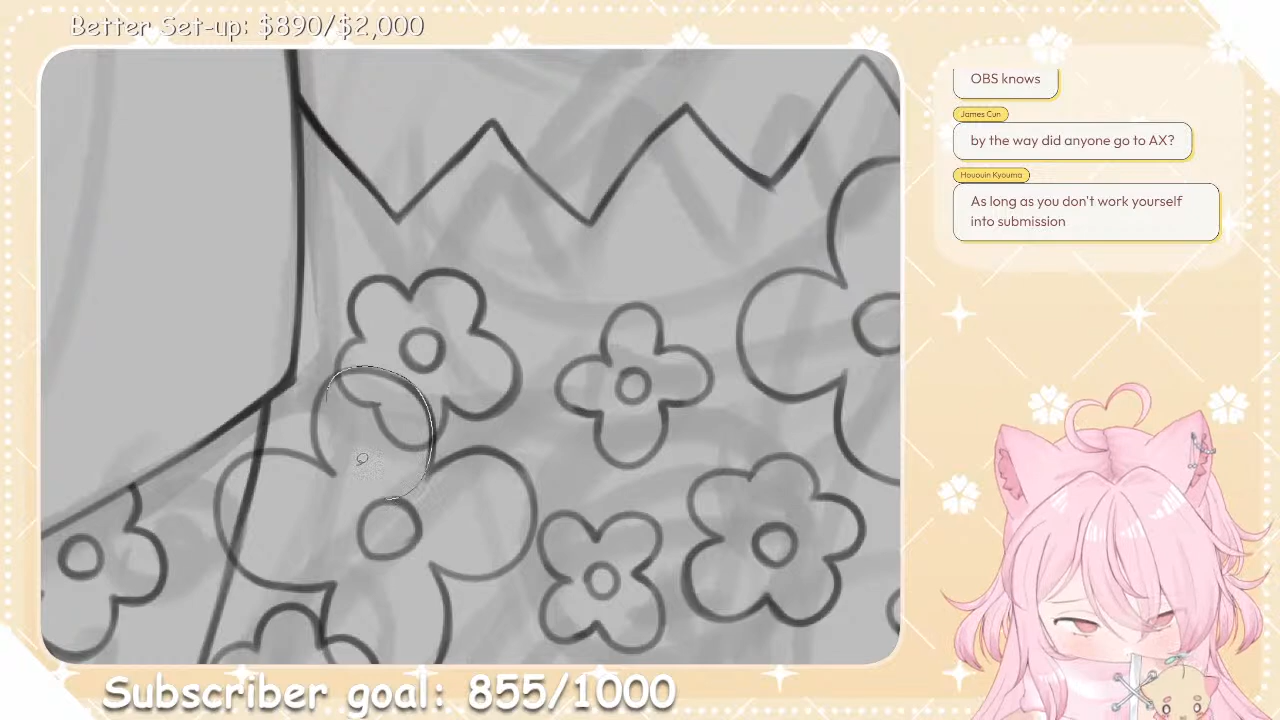 Better Set-up: $890/$2,000
OBS knows
James Cun
by the way did anyone go to AX?
Hououin Kyouma
As long as you don't work yourself
into submission
Subscriber goal: 855/1000